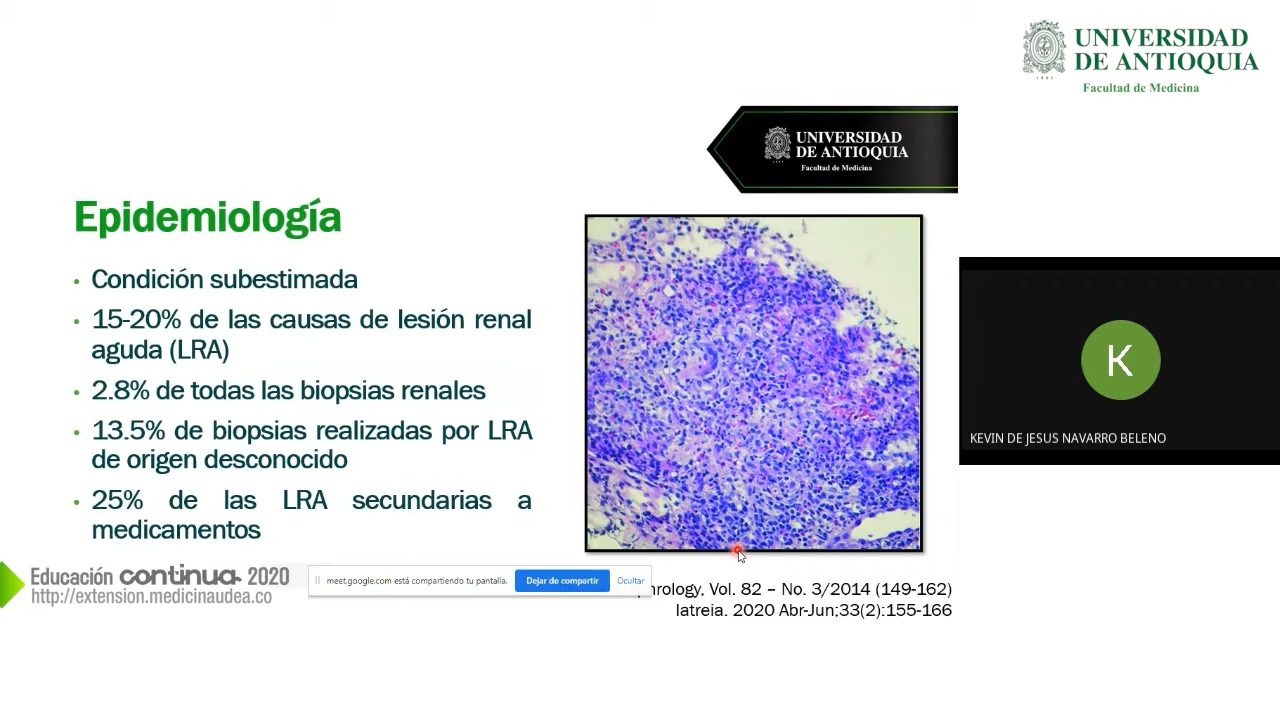 UNIVERSIDAD
DE ANTIOQUIA
Facultad de Medicina
UNIVERSIDAD
DE ANTIOQUIA
Facultad de Medicina
Epidemiología
• Condición subestimada
• 15-20% de las causas de lesión renal
aguda (LRA)
• 2.8% de todas las biopsias renales
• 13.5% de biopsias realizadas por LRA
de origen desconocido
• 25% de las LRA secundarias a
medicamentos
K
KEVIN DE JESUS NAVARRO BELENO
Educación continua 2020
http://extension.medicinaudea.co
meet.google.com está compartiendo tu pantalla.
Dejar de compartir
Ocultar
Vol. 82 – No. 3/2014 (149-162)
Iatreia. 2020 Abr-Jun;33(2):155-166